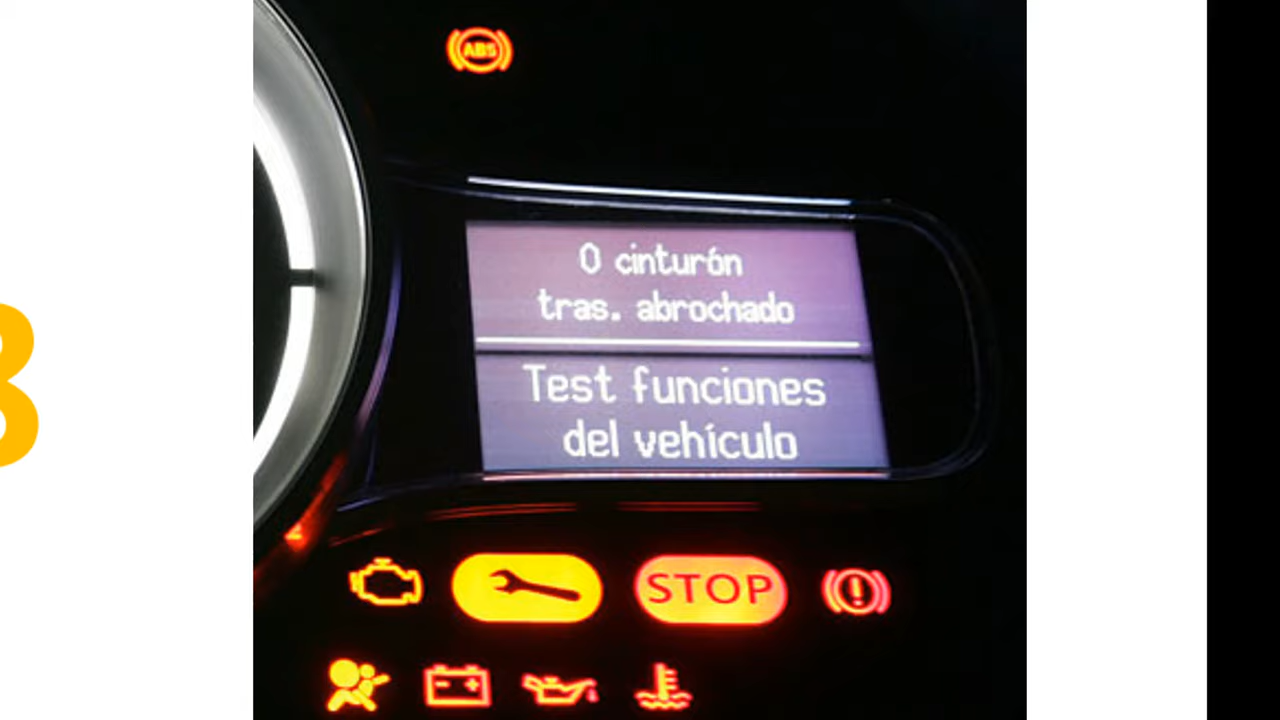 ABS
0 cinturón
tras. abrochado
Test funciones
del vehículo
STOP